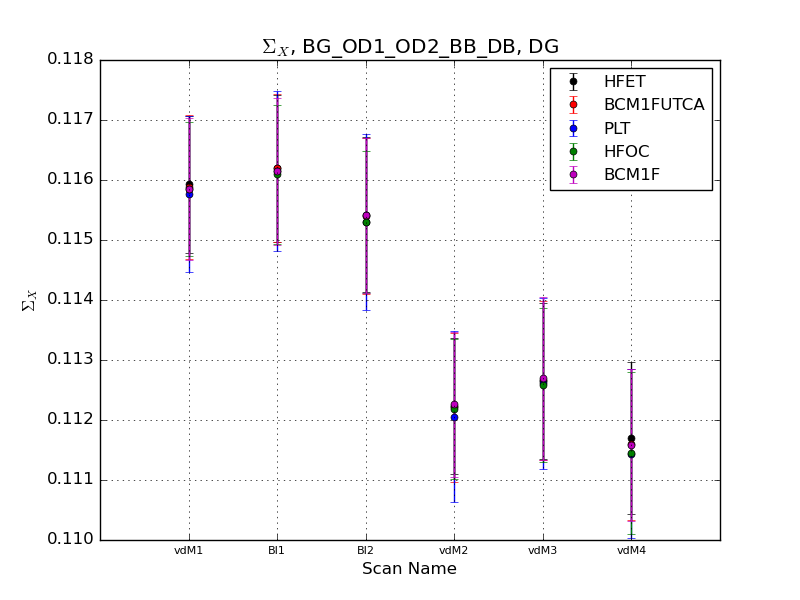 Σ_X, BG_OD1_OD2_BB_DB, DG
HFET
BCM1FUTCA
PLT
HFOC
BCM1F
0.118
0.117
0.116
0.115
0.114
0.113
0.112
0.111
0.110
Σ_X
vdM1 BI1 BI2 vdM2 vdM3 vdM4
Scan Name